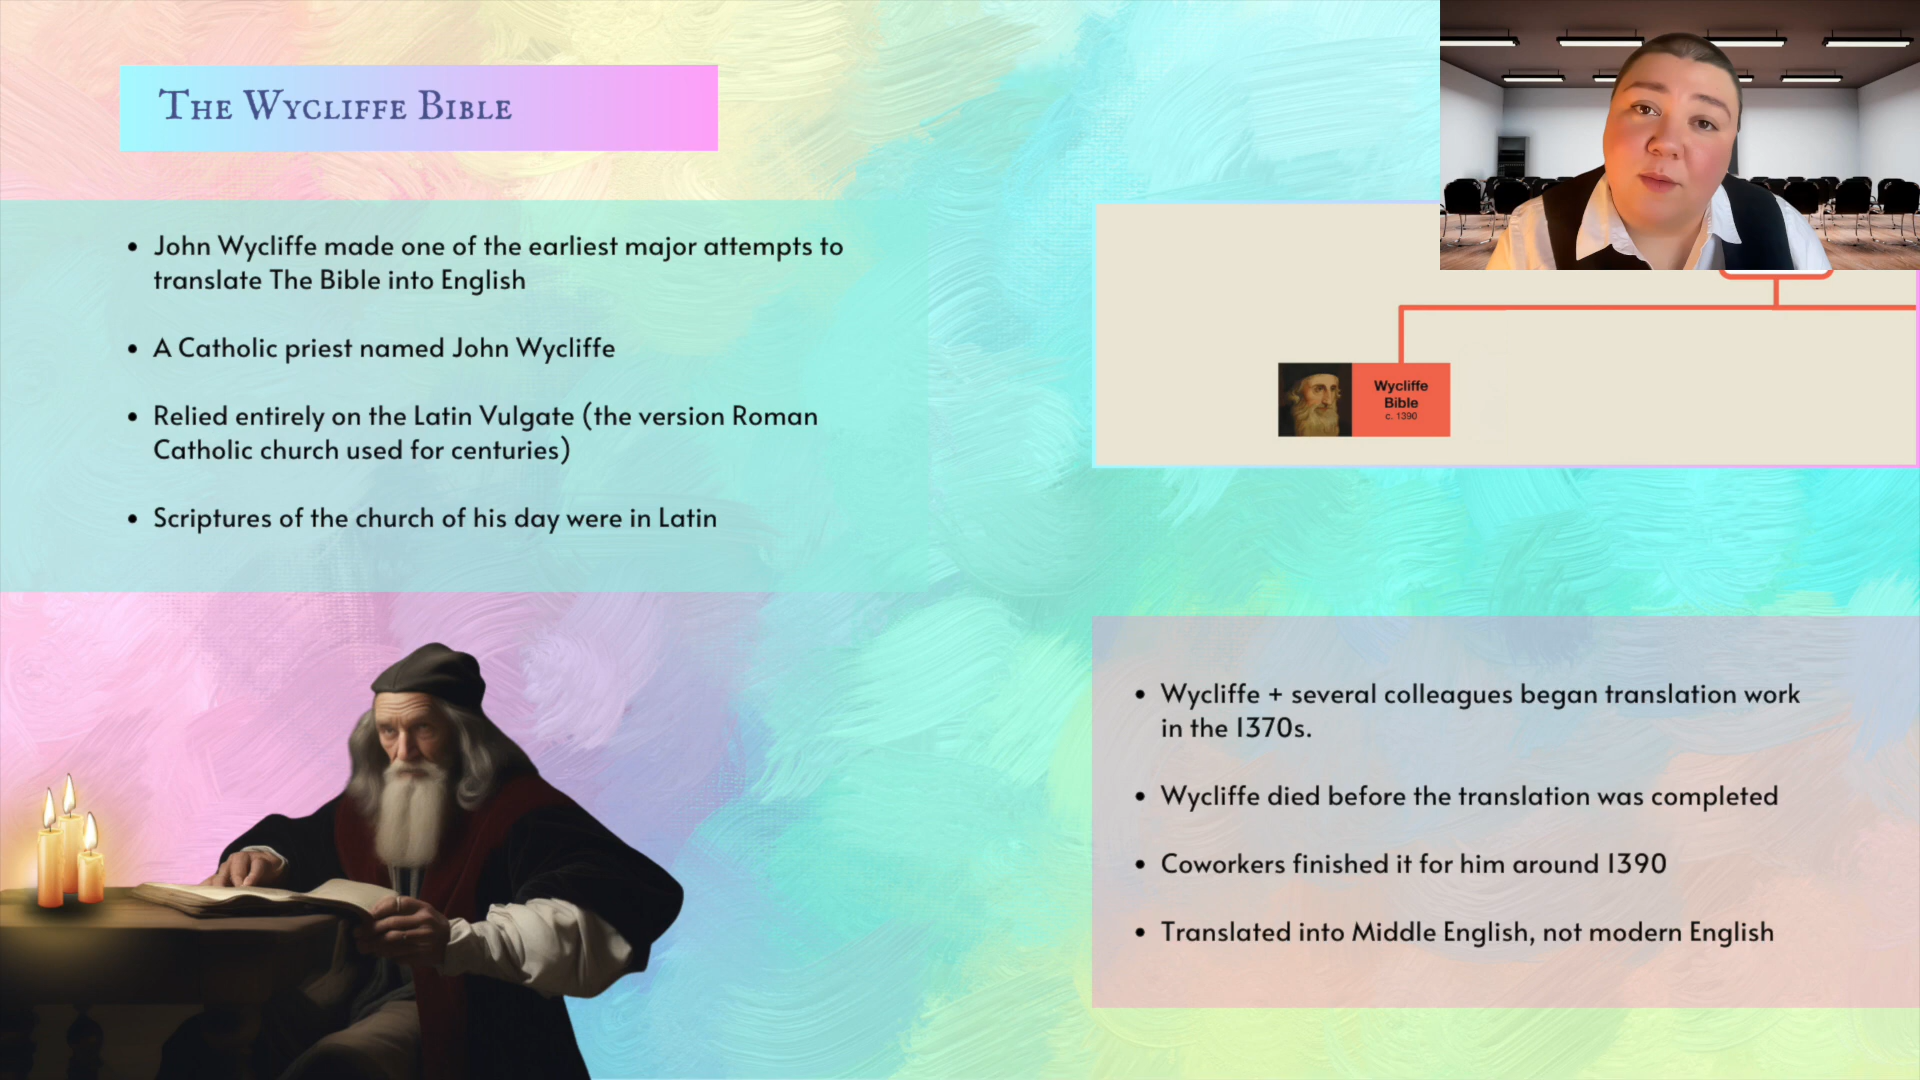 The Wycliffe Bible
• John Wycliffe made one of the earliest major attempts to
translate The Bible into English
• A Catholic priest named John Wycliffe
• Relied entirely on the Latin Vulgate (the version Roman
Catholic church used for centuries)
• Scriptures of the church of his day were in Latin
Wycliffe
Bible
c. 1390
• Wycliffe + several colleagues began translation work
in the 1370s.
• Wycliffe died before the translation was completed
• Coworkers finished it for him around 1390
• Translated into Middle English, not modern English